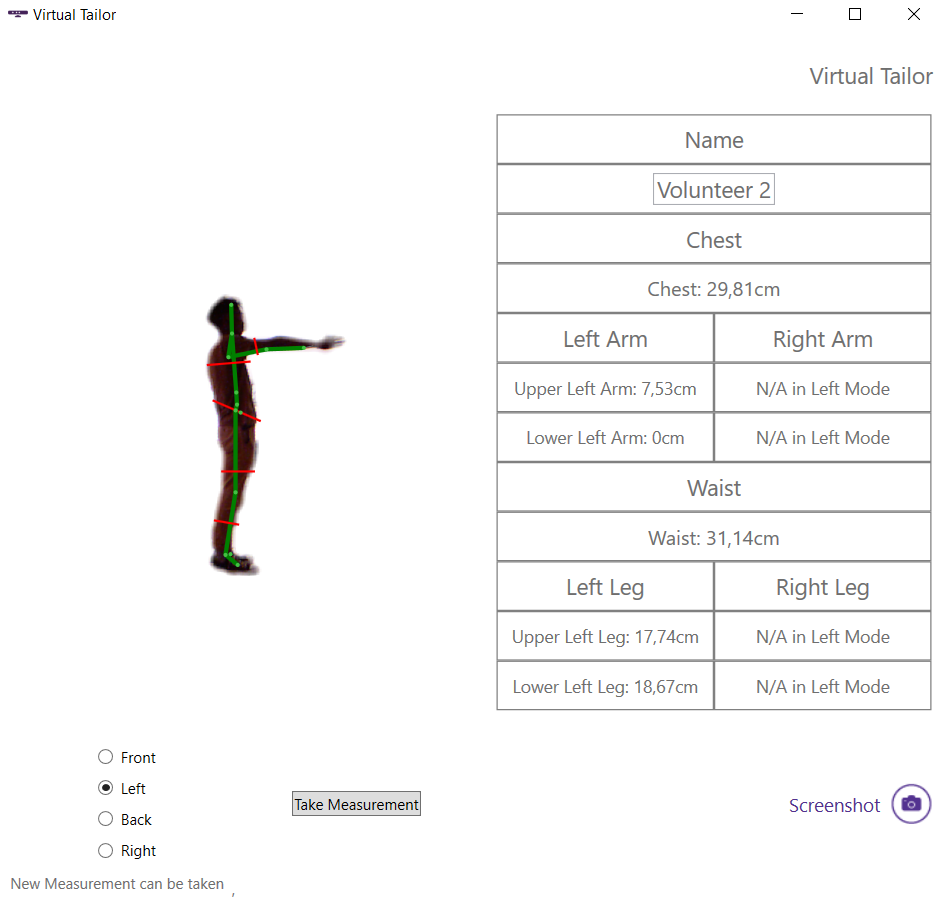 Virtual Tailor
Virtual Tailor
Name
Volunteer 2
Chest
Chest: 29,81cm
Left Arm
Right Arm
Upper Left Arm: 7,53cm
N/A in Left Mode
Lower Left Arm: 0cm
N/A in Left Mode
Waist
Waist: 31,14cm
Left Leg
Right Leg
Upper Left Leg: 17,74cm
N/A in Left Mode
Lower Left Leg: 18,67cm
N/A in Left Mode
Front
Left
Back
Right
Take Measurement
Screenshot
New Measurement can be taken ,